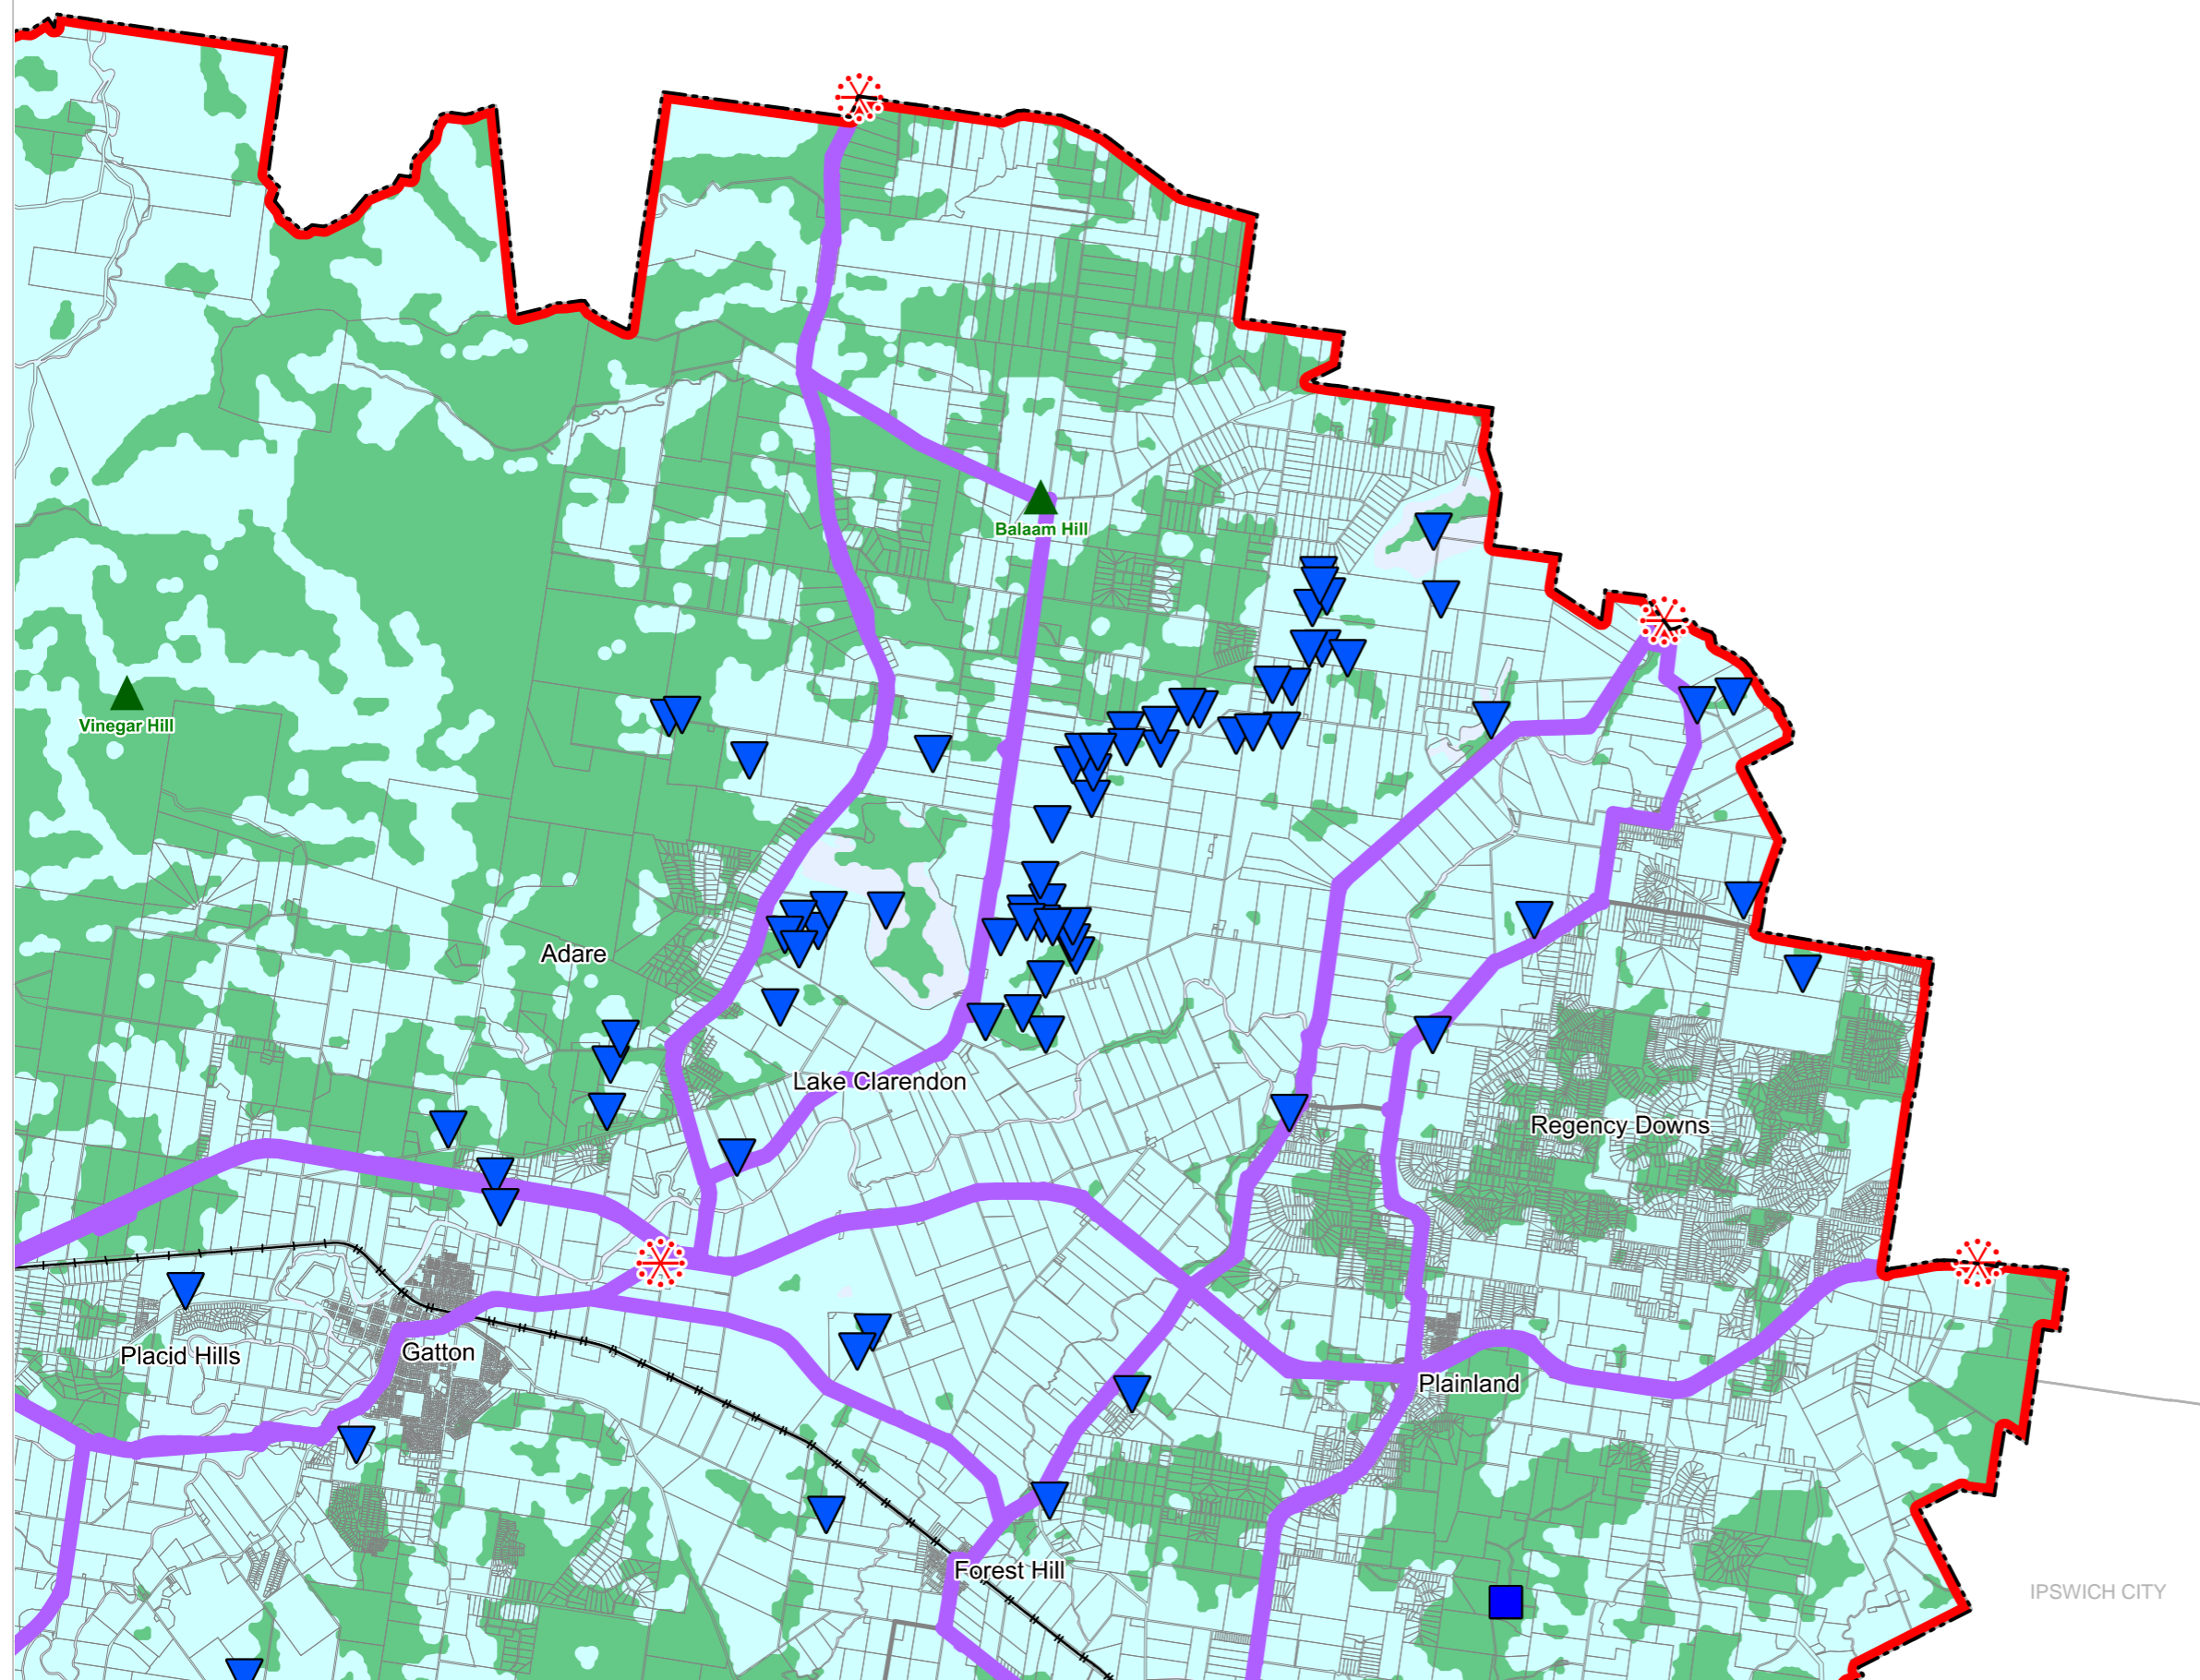 Balaam Hill
Vinegar Hill
Adare
Lake Clarendon
Regency Downs
Placid Hills
Gatton
Plainland
Forest Hill
IPSWICH CITY